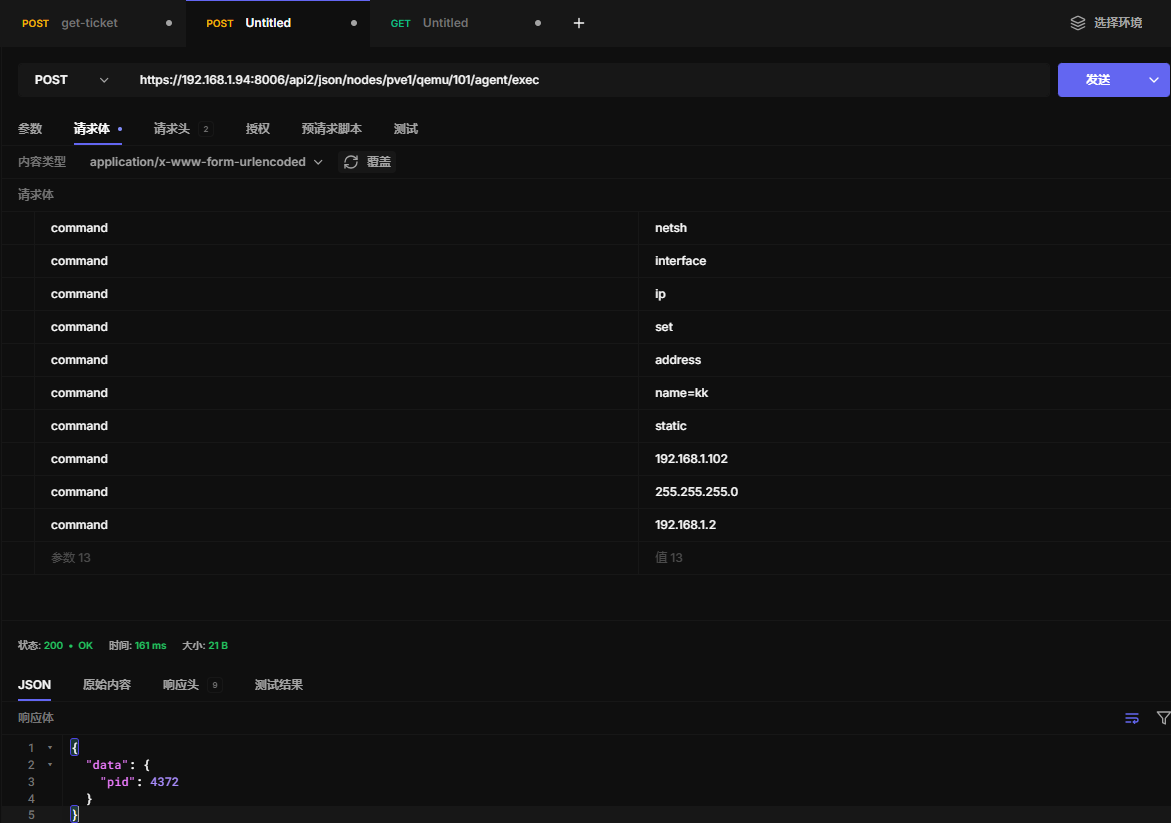 POST get-ticket POST Untitled GET Untitled + 选择环境
POST https://192.168.1.94:8006/api2/json/nodes/pve1/qemu/101/agent/exec 发送
参数 请求体 请求头 2 授权 预请求脚本 测试
内容类型 application/x-www-form-urlencoded 覆盖
请求体
command netsh
command interface
command ip
command set
command address
command name=kk
command static
command 192.168.1.102
command 255.255.255.0
command 192.168.1.2
参数 13 值 13
状态: 200 • OK 时间: 161 ms 大小: 21 B
JSON 原始内容 响应头 9 测试结果
响应体
1 {
2 "data": {
3 "pid": 4372
4 }
5 }